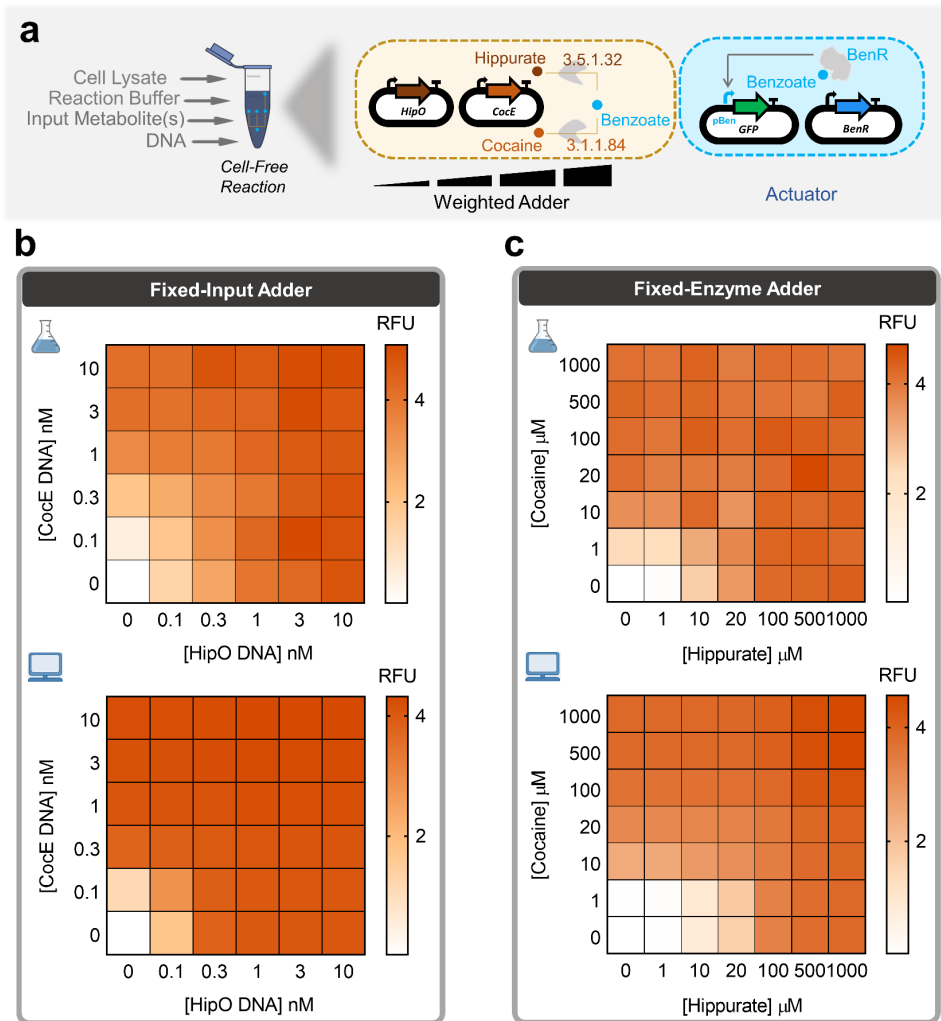 a
Cell Lysate
Reaction Buffer
Input Metabolite(s)
DNA
Cell-Free
Reaction
Hippurate
3.5.1.32
HipO
CocE
Benzoate
Cocaine
3.1.1.84
Weighted Adder
BenR
Benzoate
pBen
GFP
BenR
Actuator
b
Fixed-Input Adder
RFU
[CocE DNA] nM
10
3
1
0.3
0.1
0
0 0.1 0.3 1 3 10
[HipO DNA] nM
4
2
RFU
[CocE DNA] nM
10
3
1
0.3
0.1
0
0 0.1 0.3 1 3 10
[HipO DNA] nM
4
2
c
Fixed-Enzyme Adder
RFU
[Cocaine] μM
1000
500
100
20
10
1
0
0 1 10 20 100 500 1000
[Hippurate] μM
4
2
RFU
[Cocaine] μM
1000
500
100
20
10
1
0
0 1 10 20 100 500 1000
[Hippurate] μM
4
2